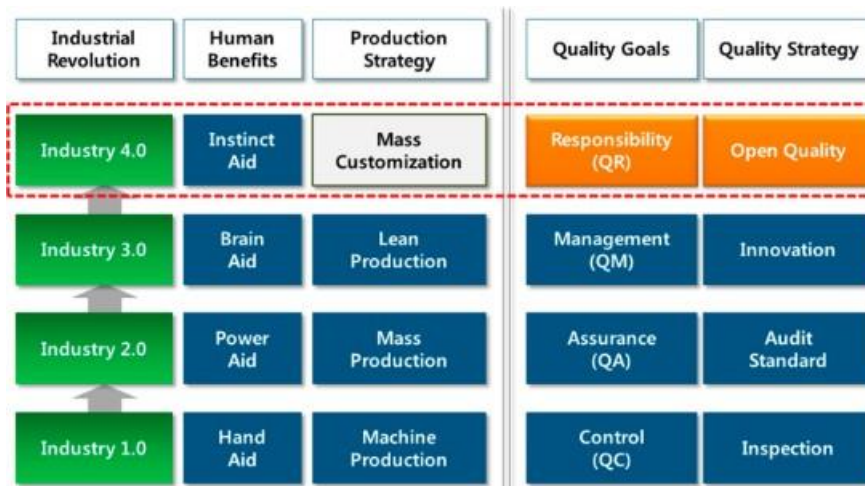 Industrial
Revolution
Human
Benefits
Production
Strategy
Quality Goals
Quality Strategy
Industry 4.0
Instinct
Aid
Mass
Customization
Responsibility
(QR)
Open Quality
Industry 3.0
Brain
Aid
Lean
Production
Management
(QM)
Innovation
Industry 2.0
Power
Aid
Mass
Production
Assurance
(QA)
Audit
Standard
Industry 1.0
Hand
Aid
Machine
Production
Control
(QC)
Inspection